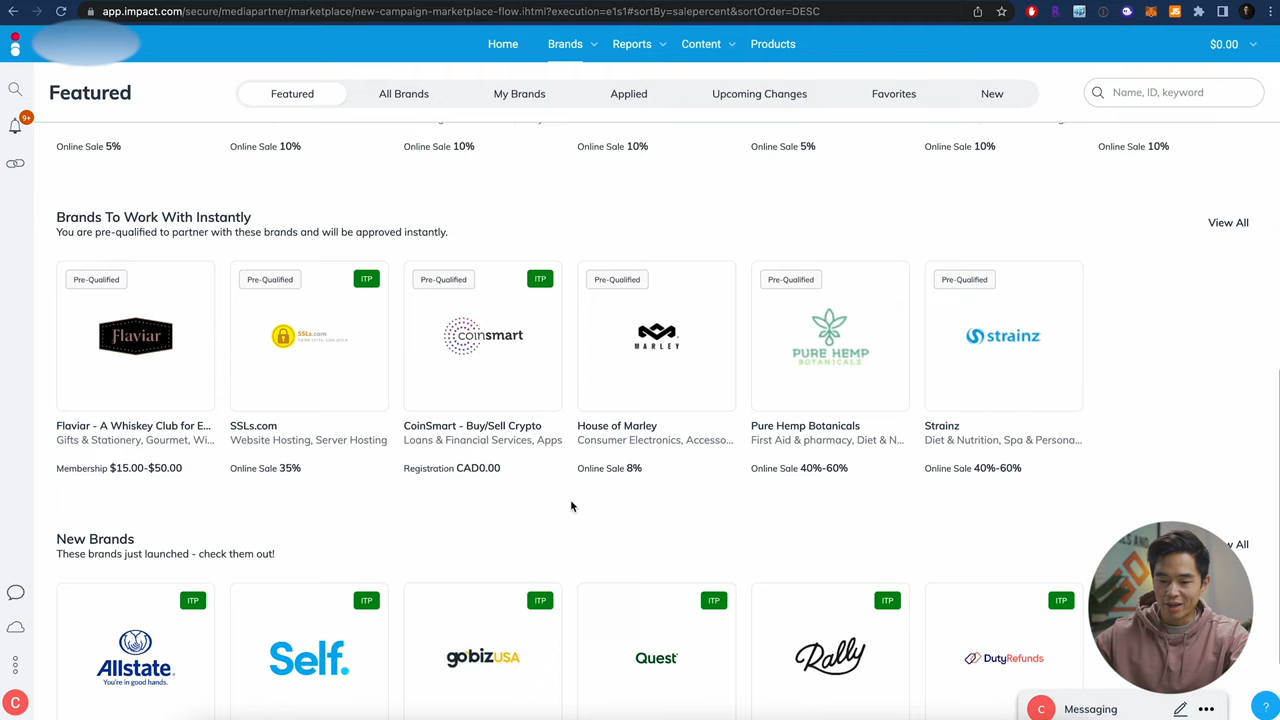 app.impact.com/secure/mediapartner/marketplace/new-campaign-marketplace-flow.ihtml?execution=e1s1#sortBy=salepercent&sortOrder=DESC
Home Brands Reports Content Products $0.00
Featured Featured All Brands My Brands Applied Upcoming Changes Favorites New Name, ID, keyword
9+
Online Sale 5% Online Sale 10% Online Sale 10% Online Sale 10% Online Sale 5% Online Sale 10% Online Sale 10%
Brands To Work With Instantly
View All
You are pre-qualified to partner with these brands and will be approved instantly.
Pre-Qualified Pre-Qualified ITP Pre-Qualified ITP Pre-Qualified Pre-Qualified Pre-Qualified
Flaviar SSLs.com coinsmart MARLEY PURE HEMP BOTANICALS strainz
Flaviar - A Whiskey Club for E... SSLs.com CoinSmart - Buy/Sell Crypto House of Marley Pure Hemp Botanicals Strainz
Gifts & Stationery, Gourmet, Wi... Website Hosting, Server Hosting Loans & Financial Services, Apps Consumer Electronics, Accesso... First Aid & pharmacy, Diet & N... Diet & Nutrition, Spa & Persona...
Membership $15.00-$50.00 Online Sale 35% Registration CAD0.00 Online Sale 8% Online Sale 40%-60% Online Sale 40%-60%
New Brands
All
These brands just launched - check them out!
ITP ITP ITP ITP ITP ITP
Allstate. Self. gobizUSA Quest Rally DutyRefunds
You're in good hands.
C C Messaging ?